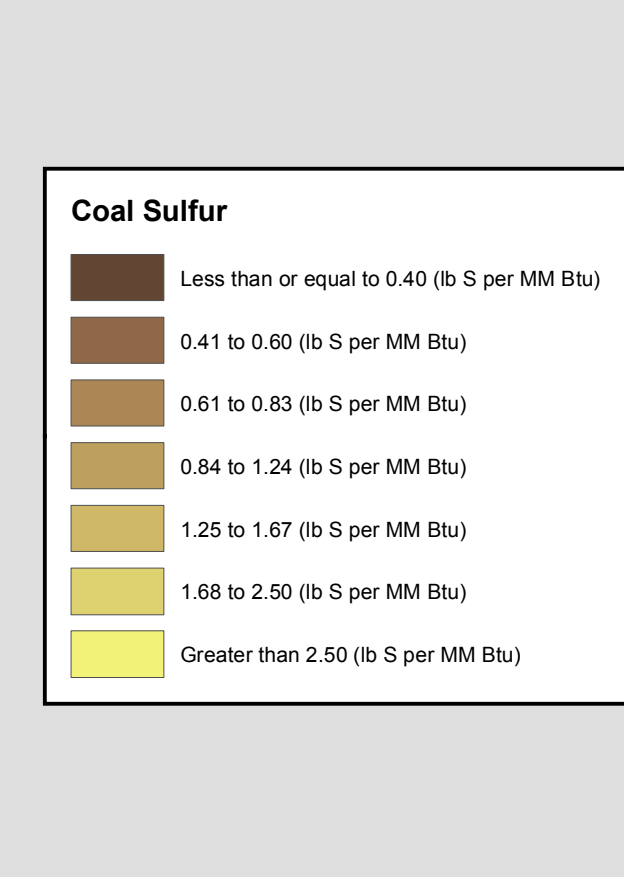 Coal Sulfur
Less than or equal to 0.40 (lb S per MM Btu)
0.41 to 0.60 (lb S per MM Btu)
0.61 to 0.83 (lb S per MM Btu)
0.84 to 1.24 (lb S per MM Btu)
1.25 to 1.67 (lb S per MM Btu)
1.68 to 2.50 (lb S per MM Btu)
Greater than 2.50 (lb S per MM Btu)